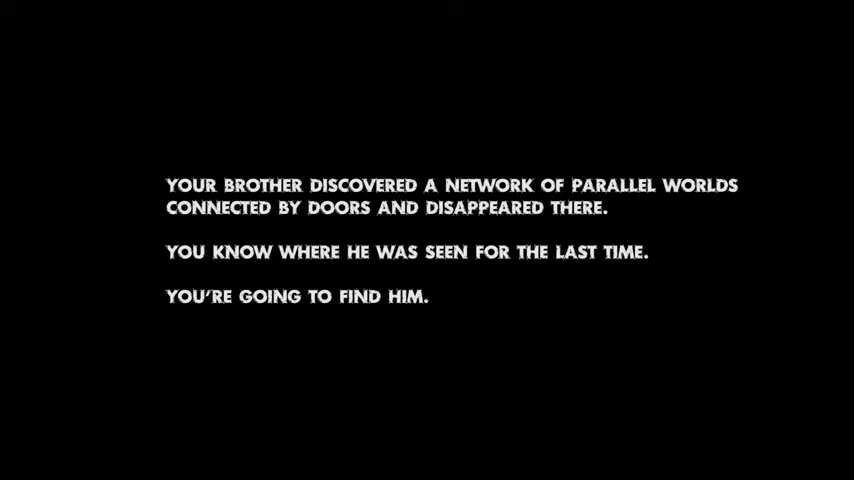 YOUR BROTHER DISCOVERED A NETWORK OF PARALLEL WORLDS
CONNECTED BY DOORS AND DISAPPEARED THERE.
YOU KNOW WHERE HE WAS SEEN FOR THE LAST TIME.
YOU'RE GOING TO FIND HIM.